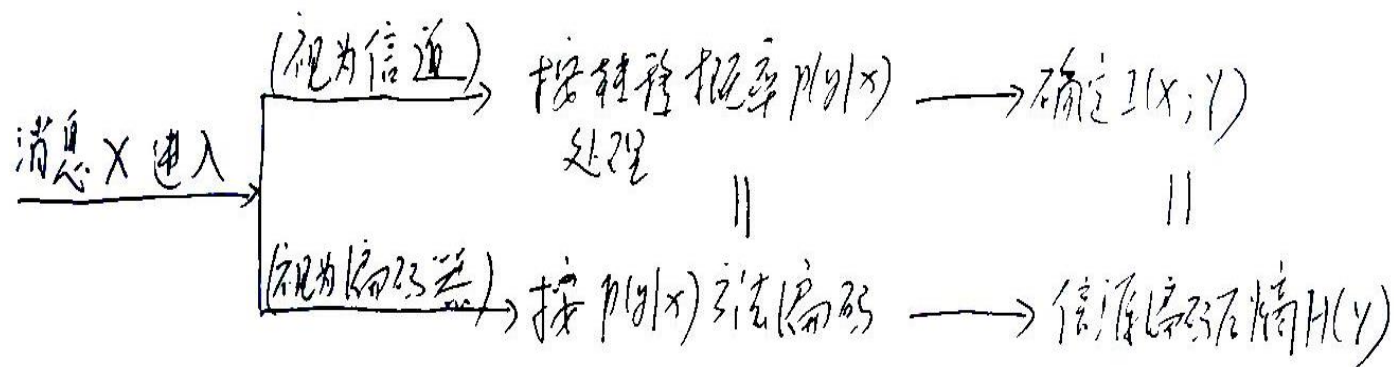 (视为信道)
按转移概率p(y|x) → 确定I(X;Y)
消息X进入
处理
||
||
(视为编码器)
按p(y|x)方法编码 → 信源编码后熵H(Y)